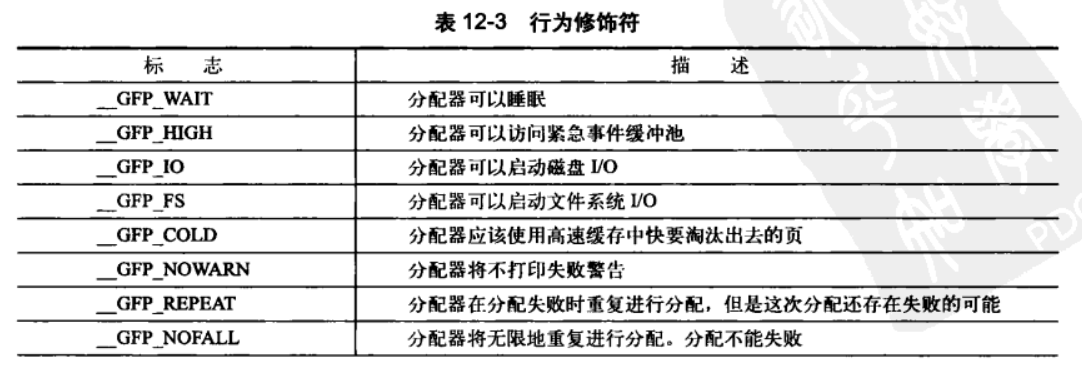 表 12-3 行为修饰符
标 志 描 述
__GFP_WAIT 分配器可以睡眠
__GFP_HIGH 分配器可以访问紧急事件缓冲池
__GFP_IO 分配器可以启动磁盘 I/O
__GFP_FS 分配器可以启动文件系统 I/O
__GFP_COLD 分配器应该使用高速缓存中快要淘汰出去的页
__GFP_NOWARN 分配器将不打印失败警告
__GFP_REPEAT 分配器在分配失败时重复进行分配，但是这次分配还存在失败的可能
__GFP_NOFALL 分配器将无限地重复进行分配。分配不能失败